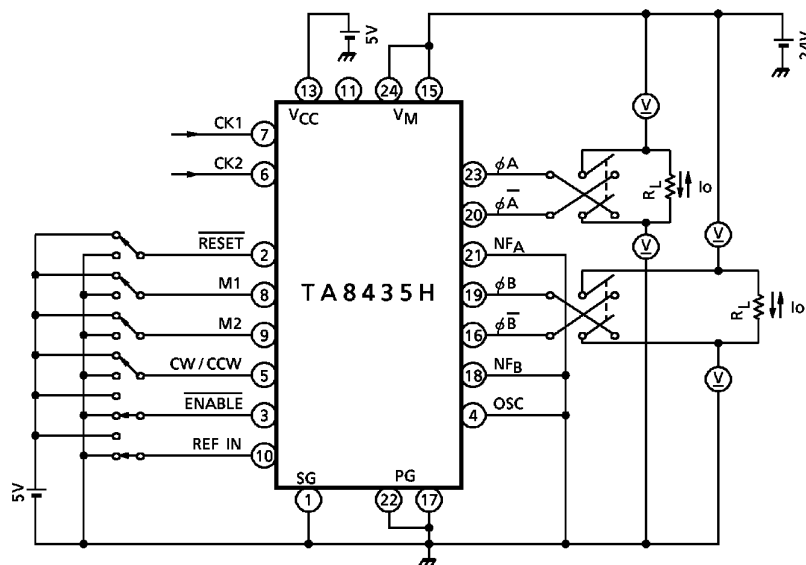 5V
24V
13
11
24
15
VCC
VM
CK1
7
CK2
6
23
φA
20
φA̅
R̅E̅S̅E̅T̅
2
21
NFA
M1
8
TA8435H
19
φB
M2
9
16
φB̅
CW / CCW
5
18
NFB
E̅N̅A̅B̅L̅E̅
3
4
OSC
REF IN
10
SG
PG
1
22
17
5V
V
RL
Io
V
V
RL
Io
V